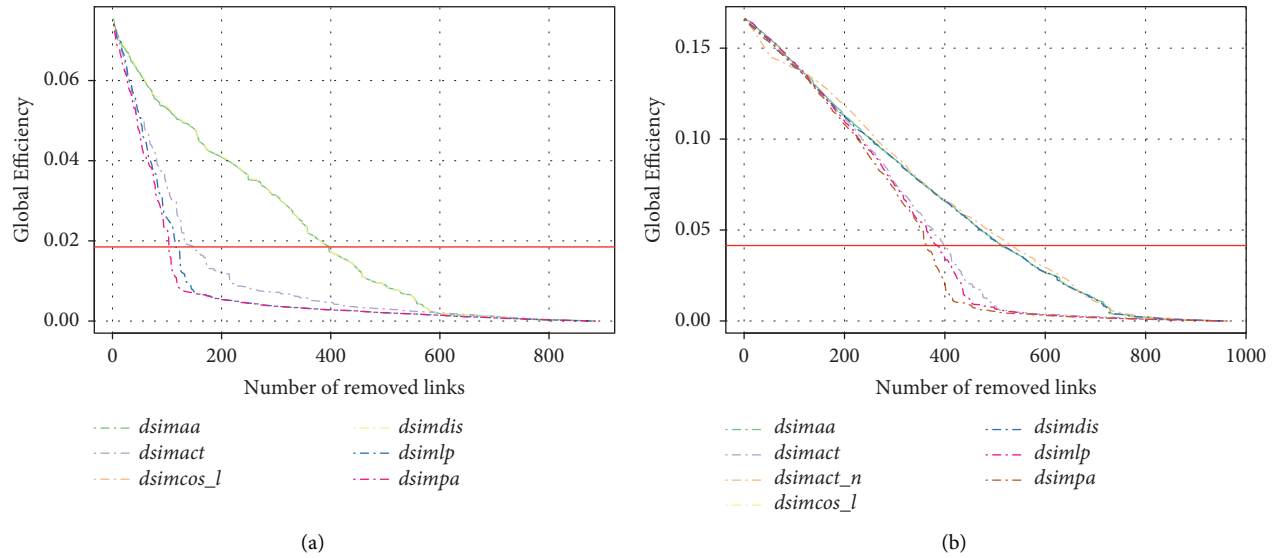 Global Efficiency
0.06
0.04
0.02
0.00
0
200
400
600
800
Number of removed links
dsimaa
dsimact
dsimcos_l
dsimdis
dsimlp
dsimpa
(a)
Global Efficiency
0.15
0.10
0.05
0.00
0
200
400
600
800
1000
Number of removed links
dsimaa
dsimact
dsimact_n
dsimcos_l
dsimdis
dsimlp
dsimpa
(b)